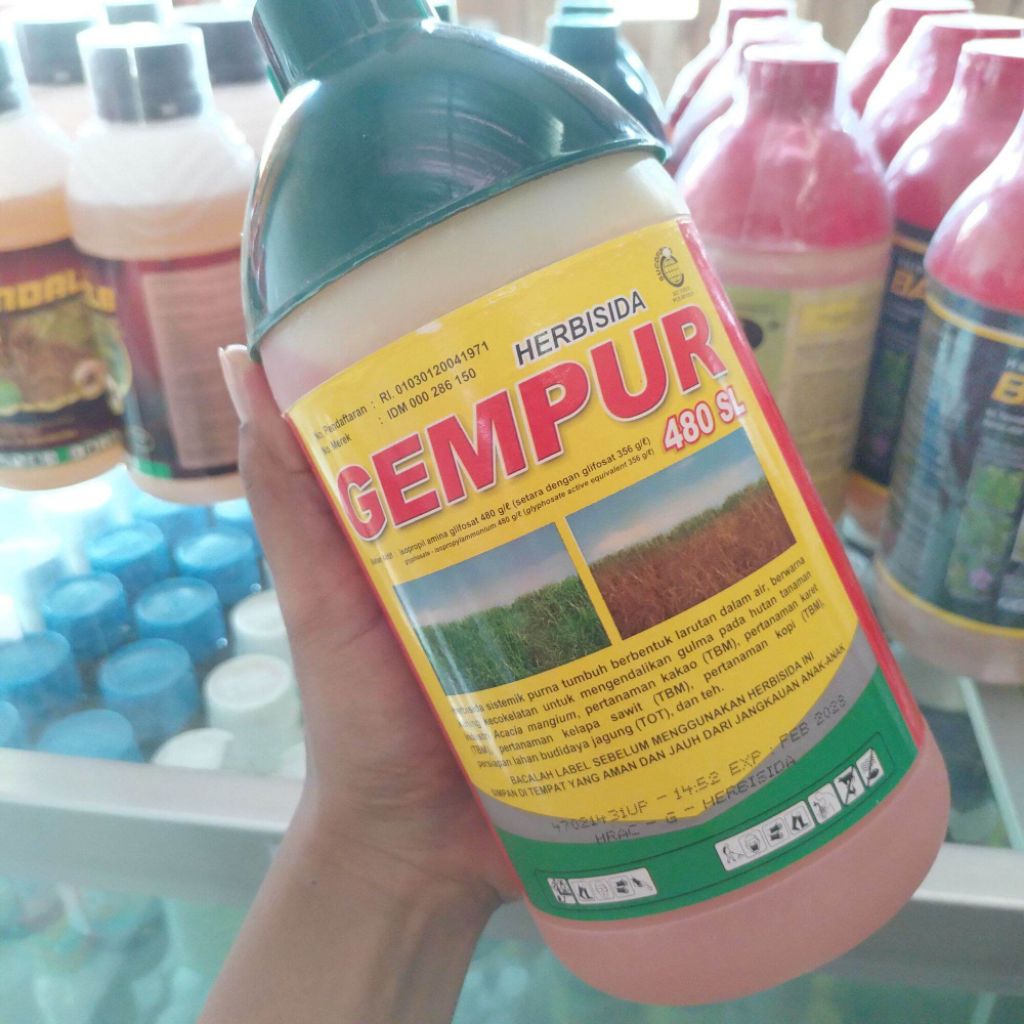 HERBISIDA
No Pendaftaran : RI. 01030120041971
No Merek : IDM 000 286 150
GEMPUR
480 SL
isopropil amina glifosat 480 g/ℓ (setara dengan glifosat 356 g/ℓ)
glyphosate - isopropylammonium 480 g/ℓ (glyphosate active equivalent 356 g/ℓ)
sistemik purna tumbuh berbentuk larutan dalam air, berwarna
kecokelatan untuk mengendalikan gulma pada hutan tanaman
Acacia mangium, pertanaman kakao (TBM), pertanaman karet
(TBM), pertanaman kelapa sawit (TBM), pertanaman kopi (TBM),
persiapan lahan budidaya jagung (TOT), dan teh.
BACALAH LABEL SEBELUM MENGGUNAKAN HERBISIDA INI
SIMPAN DI TEMPAT YANG AMAN DAN JAUH DARI JANGKAUAN ANAK-ANAK
- 14:52 EXP : FEB 2028
HRAC - G - HERBISIDA